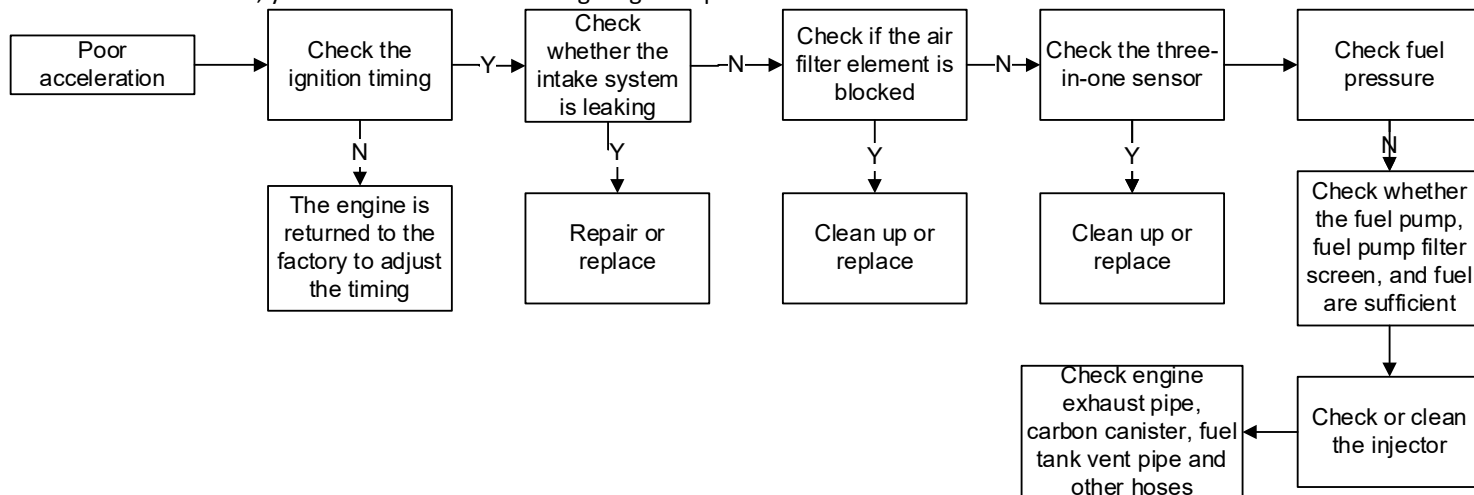 Poor
acceleration
Check the
ignition timing
Y
Check
whether the
intake system
is leaking
N
Check if the air
filter element is
blocked
N
Check the three-
in-one sensor
Check fuel
pressure
N
The engine is
returned to the
factory to adjust
the timing
Y
Repair or
replace
Y
Clean up or
replace
Y
Clean up or
replace
N
Check whether
the fuel pump,
fuel pump filter
screen, and fuel
are sufficient
Check or clean
the injector
Check engine
exhaust pipe,
carbon canister, fuel
tank vent pipe and
other hoses